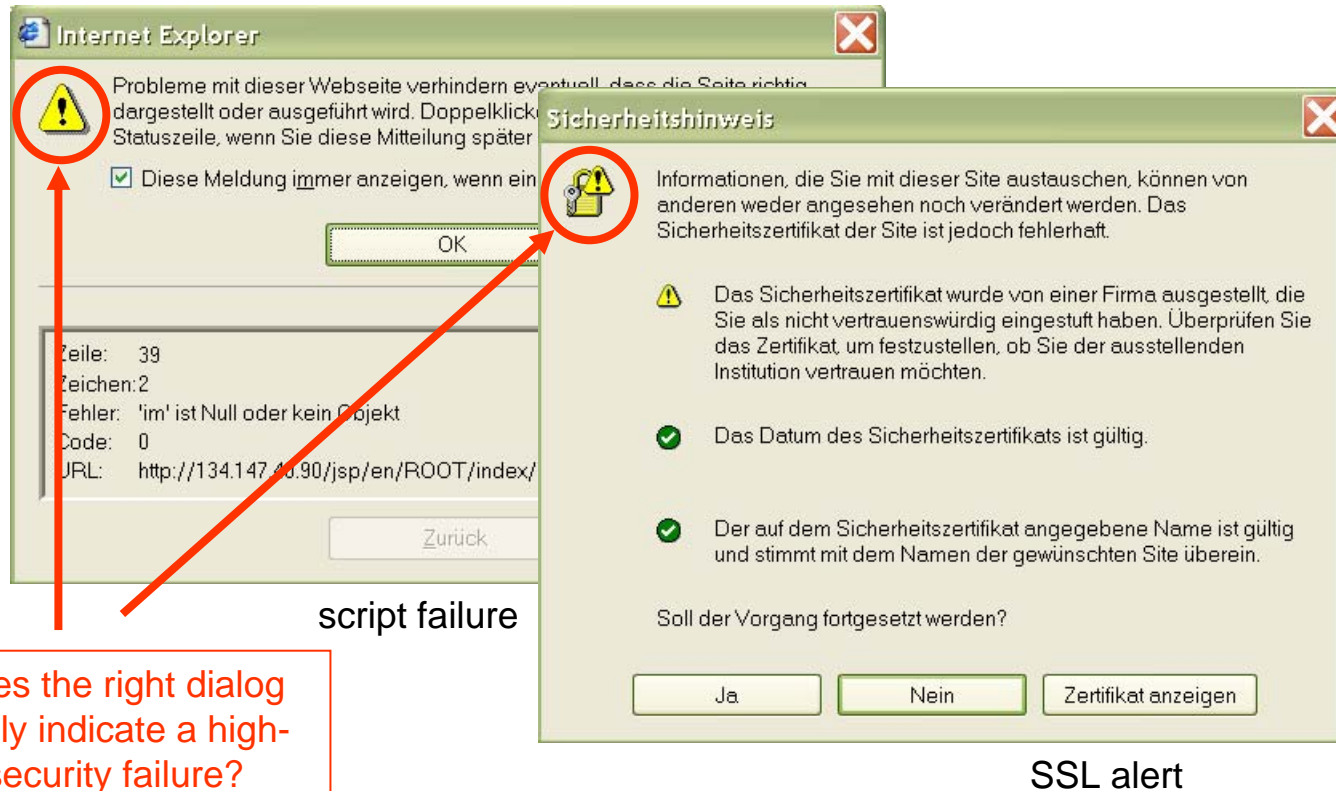 Internet Explorer
Probleme mit dieser Webseite verhindern eventuell, dass die Seite richtig
dargestellt oder ausgeführt wird. Doppelklicke
Statuszeile, wenn Sie diese Mitteilung später
Diese Meldung immer anzeigen, wenn ein
OK
Zeile: 39
Zeichen:2
Fehler: 'im' ist Null oder kein Objekt
Code: 0
URL: /jsp/en/ROOT/index/
Zurück
script failure
Sicherheitshinweis
Informationen, die Sie mit dieser Site austauschen, können von
anderen weder angesehen noch verändert werden. Das
Sicherheitszertifikat der Site ist jedoch fehlerhaft.
Das Sicherheitszertifikat wurde von einer Firma ausgestellt, die
Sie als nicht vertrauenswürdig eingestuft haben. Überprüfen Sie
das Zertifikat, um festzustellen, ob Sie der ausstellenden
Institution vertrauen möchten.
Das Datum des Sicherheitszertifikats ist gültig.
Der auf dem Sicherheitszertifikat angegebene Name ist gültig
und stimmt mit dem Namen der gewünschten Site überein.
Soll der Vorgang fortgesetzt werden?
Ja
Nein
Zertifikat anzeigen
SSL alert
es the right dialog
ly indicate a high-
security failure?